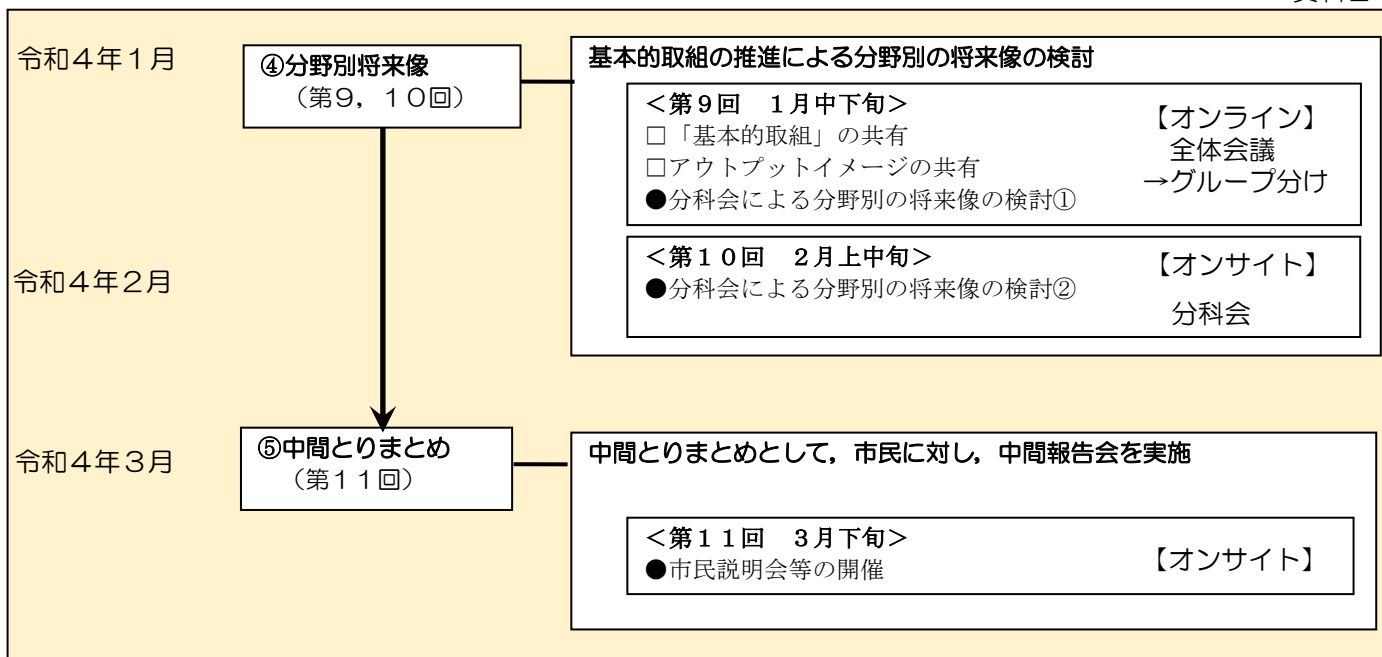 令和４年１月
④分野別将来像
（第９，１０回）
基本的取組の推進による分野別の将来像の検討
＜第９回　１月中下旬＞
□「基本的取組」の共有
□アウトプットイメージの共有
●分科会による分野別の将来像の検討①
【オンライン】
全体会議
→グループ分け
令和４年２月
＜第１０回　２月上中旬＞
●分科会による分野別の将来像の検討②
【オンサイト】
分科会
令和４年３月
⑤中間とりまとめ
（第１１回）
中間とりまとめとして，市民に対し，中間報告会を実施
＜第１１回　３月下旬＞
●市民説明会等の開催
【オンサイト】